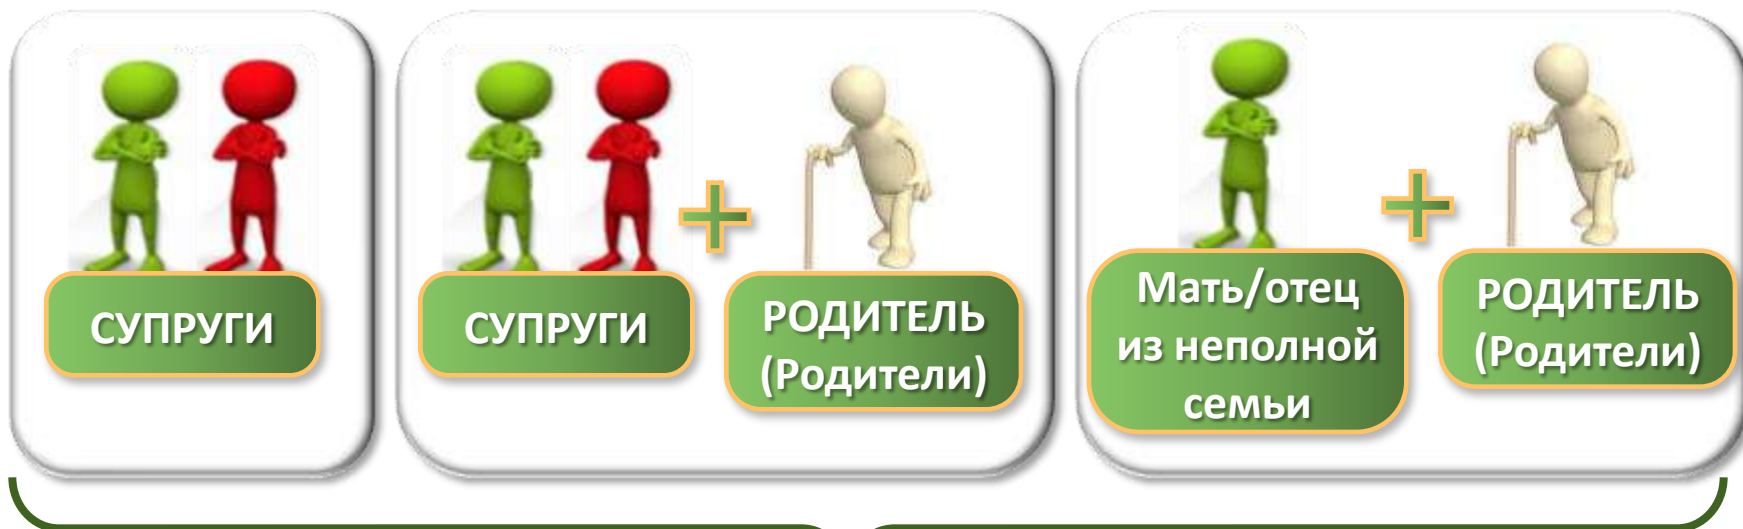 СУПРУГИ
СУПРУГИ
РОДИТЕЛЬ
(Родители)
Мать/отец
из неполной
семьи
РОДИТЕЛЬ
(Родители)